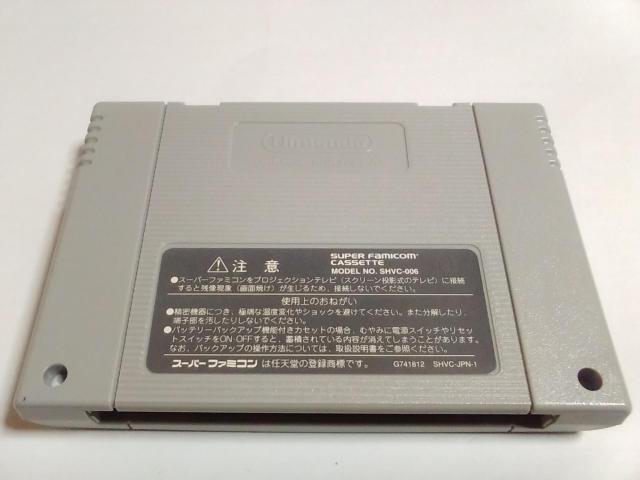 Nintendo
⚠注意
SUPER FAMICOM
CASSETTE
MODEL NO. SHVC-006
●スーパーファミコンをプロジェクションテレビ（スクリーン投影式のテレビ）に接続
すると残像現象（画面焼け）が生じるため、接続しないでください。
使用上のおねがい
●精密機器につき、極端な温度変化やショックを避けてください。また分解したり、
端子部を汚したりしないでください。
●バッテリーバックアップ機能付きカセットの場合、むやみに電源スイッチやリセッ
トスイッチをON・OFFすると、蓄積されている内容が消えてしまうことがあります。
なお、バックアップの操作方法については、取扱説明書をご参照ください。
スーパーファミコンは任天堂の登録商標です。
G741812 SHVC-JPN-1